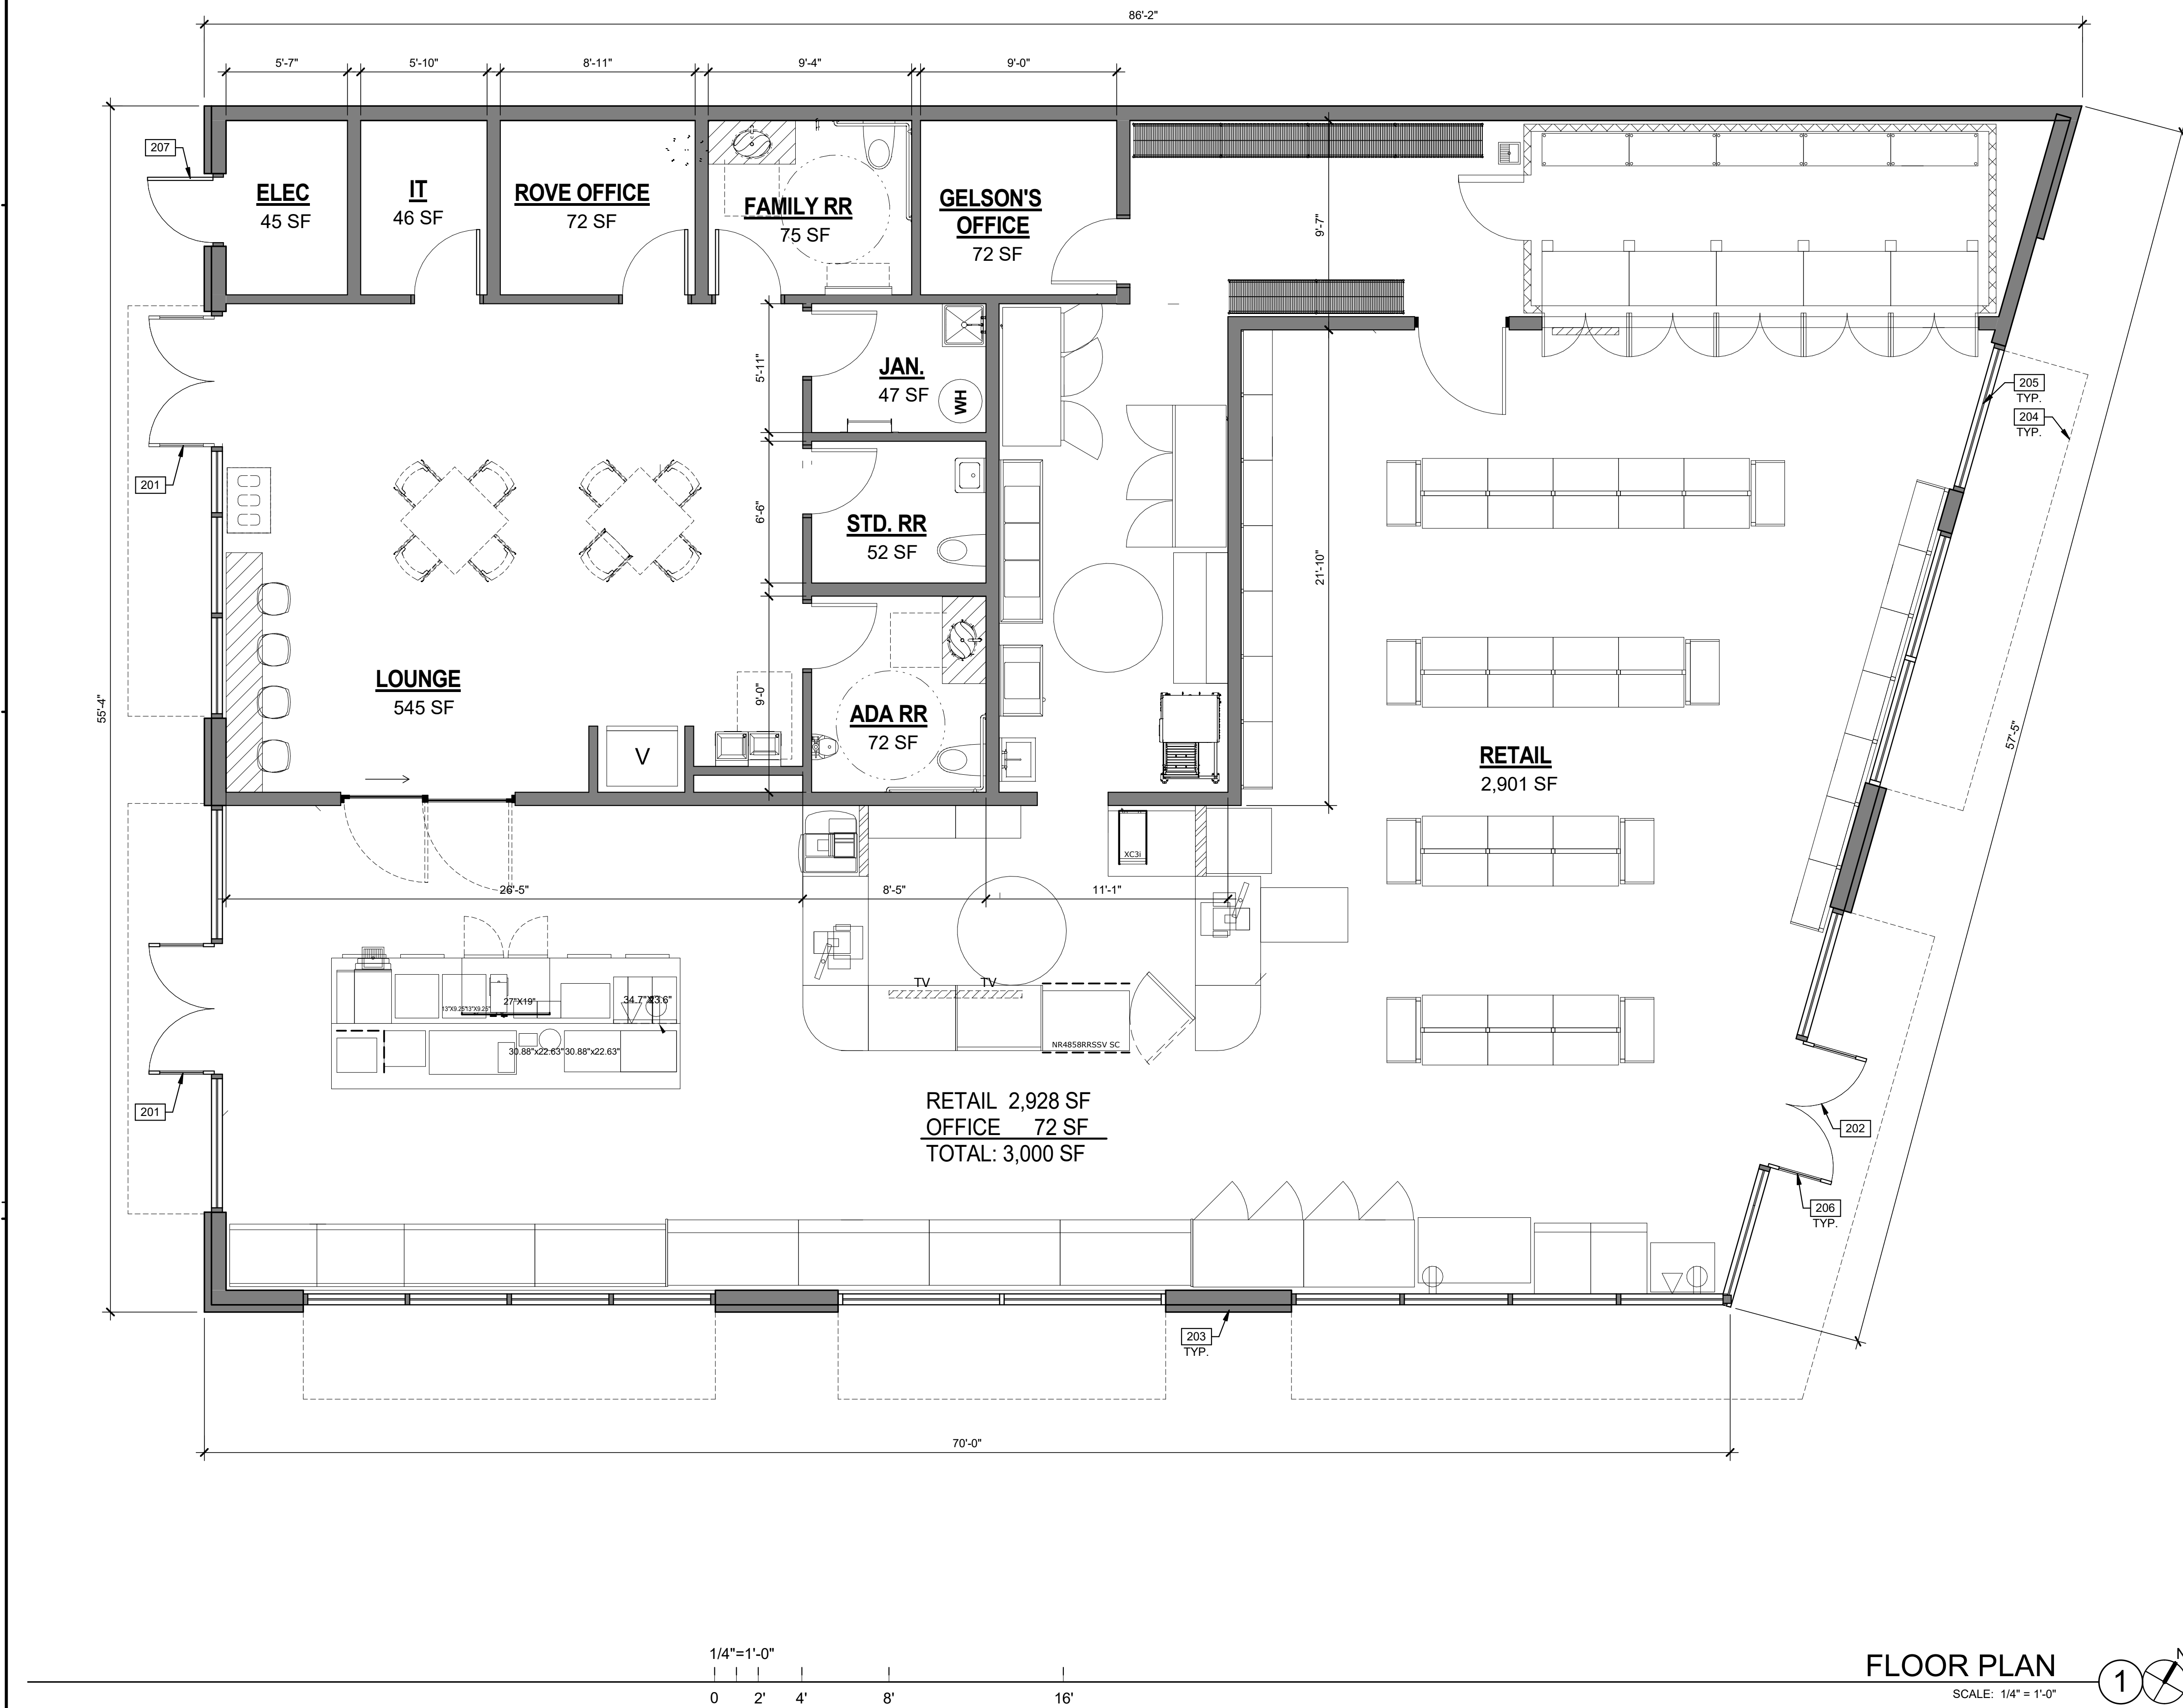 86'-2"
5'-7"
5'-10"
8'-11"
9'-4"
9'-0"
207
ELEC
45 SF
IT
46 SF
ROVE OFFICE
72 SF
FAMILY RR
75 SF
GELSON'S
OFFICE
72 SF
9'-7"
5'-11"
JAN.
47 SF
WH
205
TYP.
204
TYP.
201
6'-6"
STD. RR
52 SF
21'-10"
LOUNGE
545 SF
55'-4"
9'-0"
ADA RR
72 SF
V
RETAIL
2,901 SF
57'-5"
XC3i
26'-5"
8'-5"
11'-1"
TV
TV
13"X9.25"13"X9.25"
27"X19"
34.7"X23.6"
30.88"x22.63"
30.88"x22.63"
NR4858RRSSV SC
201
RETAIL 2,928 SF
OFFICE 72 SF
TOTAL: 3,000 SF
202
206
TYP.
203
TYP.
70'-0"
1/4"=1'-0"
0 2' 4' 8' 16'
FLOOR PLAN
SCALE: 1/4" = 1'-0"
1
N